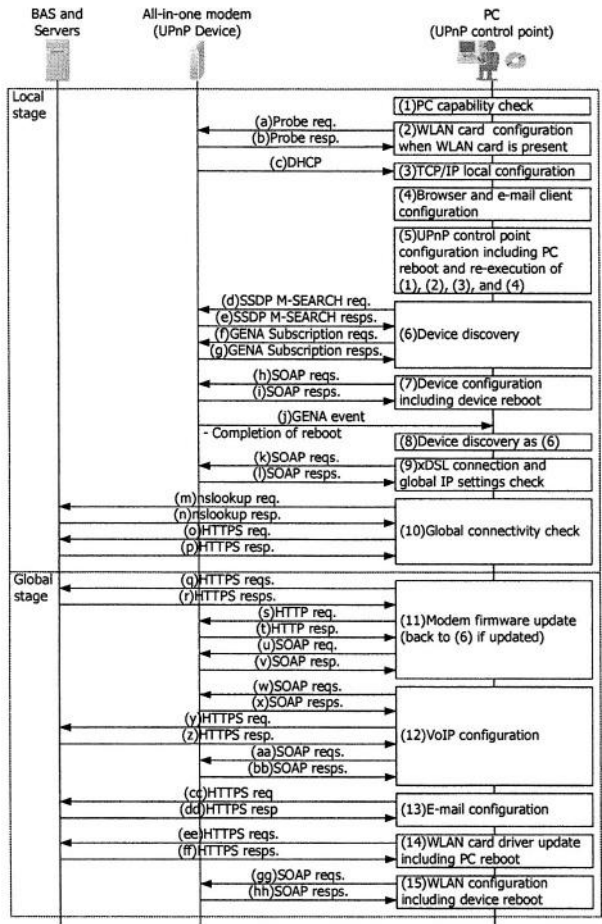 BAS and
Servers
All-in-one modem
(UPnP Device)
PC
(UPnP control point)
Local
stage
(1)PC capability check
(a)Probe req.
(b)Probe resp.
(2)WLAN card configuration
when WLAN card is present
(c)DHCP
(3)TCP/IP local configuration
(4)Browser and e-mail client
configuration
(5)UPnP control point
configuration including PC
reboot and re-execution of
(1), (2), (3), and (4)
(d)SSDP M-SEARCH req.
(e)SSDP M-SEARCH resps.
(f)GENA Subscription reqs.
(g)GENA Subscription resps.
(6)Device discovery
(h)SOAP reqs.
(i)SOAP resps.
(7)Device configuration
including device reboot
(j)GENA event
- Completion of reboot
(8)Device discovery as (6)
(k)SOAP reqs.
(l)SOAP resps.
(9)xDSL connection and
global IP settings check
(m)nslookup req.
(n)nslookup resp.
(o)HTTPS req.
(p)HTTPS resp.
(10)Global connectivity check
Global
stage
(q)HTTPS reqs.
(r)HTTPS resps.
(s)HTTP req.
(t)HTTP resp.
(u)SOAP req.
(v)SOAP resp.
(11)Modem firmware update
(back to (6) if updated)
(w)SOAP reqs.
(x)SOAP resps.
(y)HTTPS req.
(z)HTTPS resp.
(aa)SOAP reqs.
(bb)SOAP resps.
(12)VoIP configuration
(cc)HTTPS req
(dd)HTTPS resp
(13)E-mail configuration
(ee)HTTPS reqs.
(ff)HTTPS resps.
(14)WLAN card driver update
including PC reboot
(gg)SOAP reqs.
(hh)SOAP resps.
(15)WLAN configuration
including device reboot